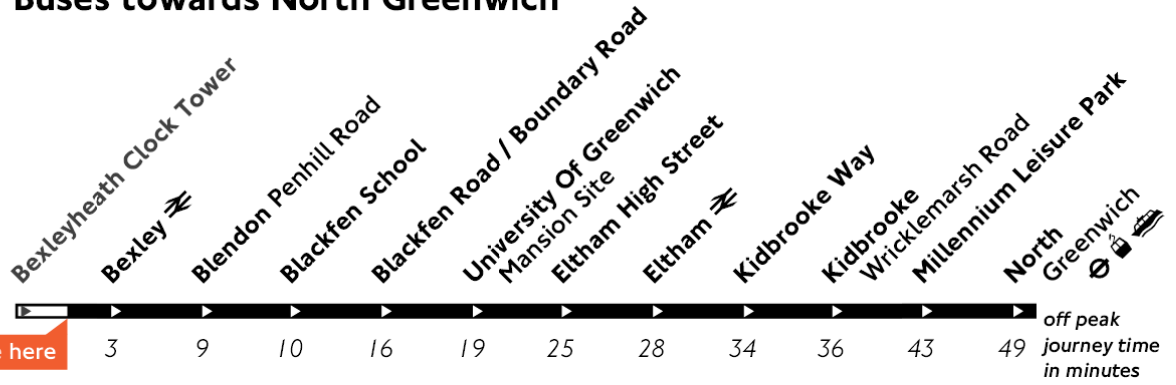 Buses towards North Greenwich
Bexleyheath Clock Tower
Bexley
Blendon Penhill Road
Blackfen School
Blackfen Road / Boundary Road
University Of Greenwich
Mansion Site
Eltham High Street
Eltham
Kidbrooke Way
Kidbrooke
Wricklemarsh Road
Millennium Leisure Park
North
Greenwich
here
3 9 10 16 19 25 28 34 36 43 49
off peak
journey time
in minutes